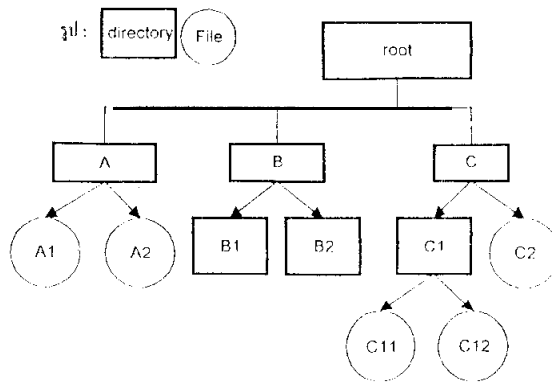 รูป : directory File
root
A B C
A1 A2 B1 B2 C1 C2
C11 C12